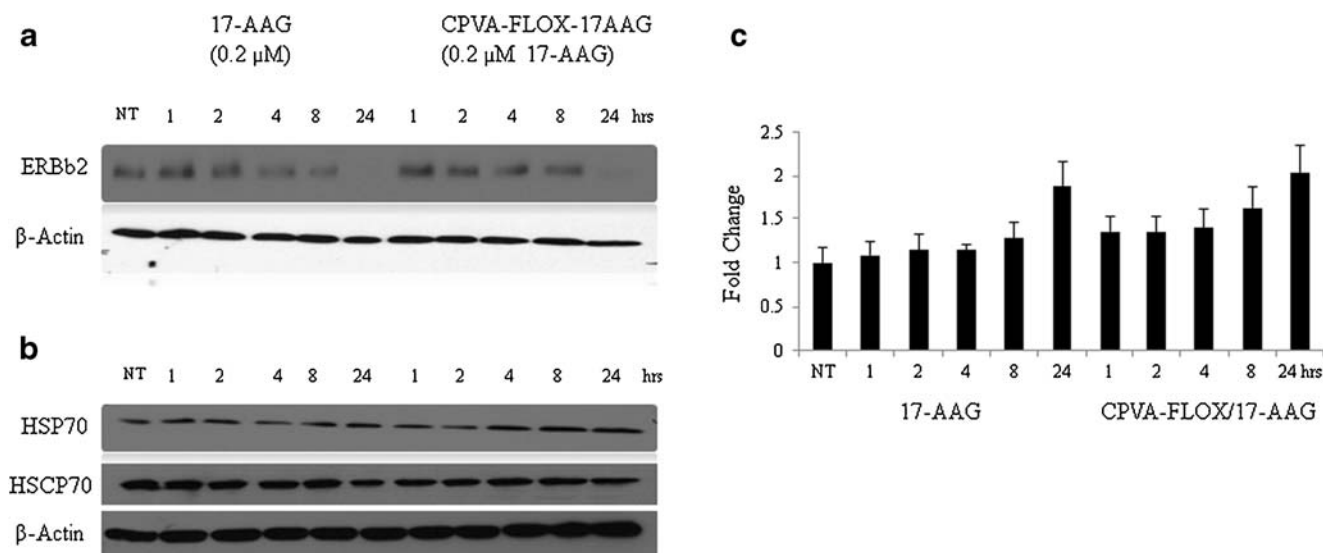 a
17-AAG
(0.2 µM)
CPVA-FLOX-17AAG
(0.2 µM 17-AAG)
NT 1 2 4 8 24 1 2 4 8 24 hrs
ERBb2
β-Actin
b
NT 1 2 4 8 24 1 2 4 8 24 hrs
HSP70
HSCP70
β-Actin
c
Fold Change
2.5
2
1.5
1
0.5
0
NT 1 2 4 8 24 1 2 4 8 24 hrs
17-AAG CPVA-FLOX/17-AAG